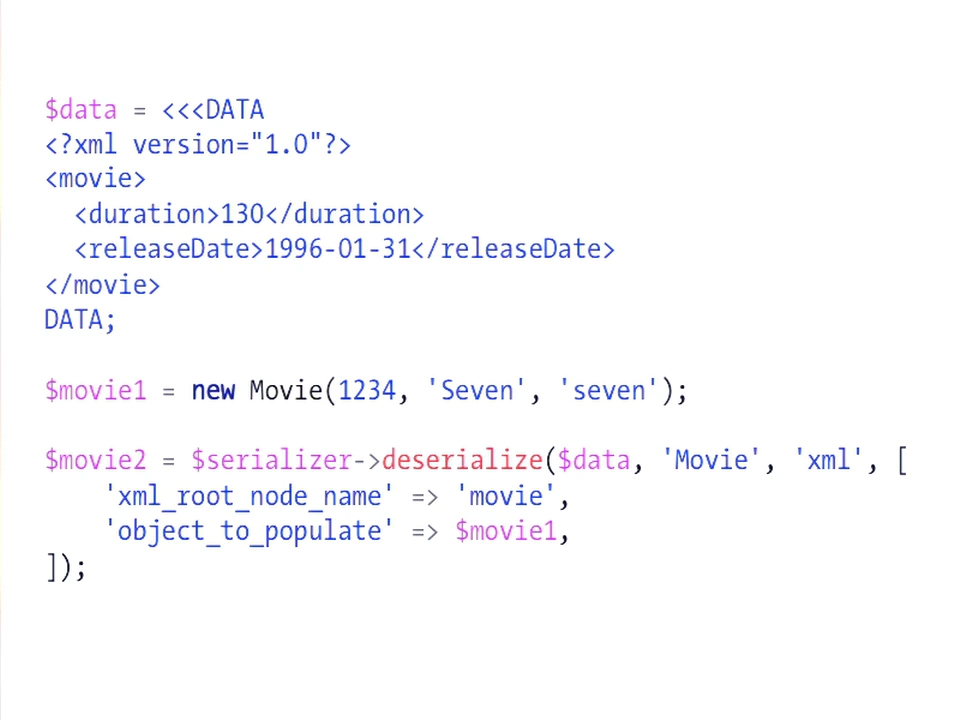 $data = <<<DATA
<?xml version="1.0"?>
<movie>
  <duration>130</duration>
  <releaseDate>1996-01-31</releaseDate>
</movie>
DATA;

$movie1 = new Movie(1234, 'Seven', 'seven');

$movie2 = $serializer->deserialize($data, 'Movie', 'xml', [
    'xml_root_node_name' => 'movie',
    'object_to_populate' => $movie1,
]);